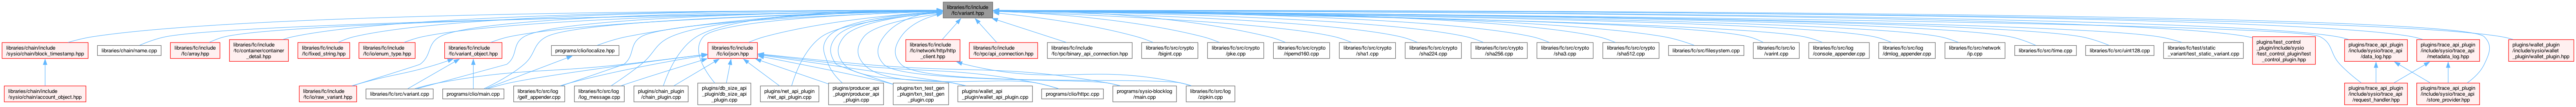 libraries/fc/include
/fc/variant.hpp
libraries/chain/include
/sysio/chain/block_timestamp.hpp
libraries/chain/name.cpp
libraries/fc/include
/fc/array.hpp
libraries/fc/include
/fc/container/container
_detail.hpp
libraries/fc/include
/fc/fixed_string.hpp
libraries/fc/include
/fc/io/enum_type.hpp
libraries/fc/include
/fc/variant_object.hpp
programs/clio/localize.hpp
libraries/fc/include
/fc/io/json.hpp
libraries/fc/include
/fc/network/http/http
_client.hpp
libraries/fc/include
/fc/rpc/api_connection.hpp
libraries/fc/include
/fc/rpc/binary_api_connection.hpp
libraries/fc/src/crypto
/bigint.cpp
libraries/fc/src/crypto
/pke.cpp
libraries/fc/src/crypto
/ripemd160.cpp
libraries/fc/src/crypto
/sha1.cpp
libraries/fc/src/crypto
/sha224.cpp
libraries/fc/src/crypto
/sha256.cpp
libraries/fc/src/crypto
/sha3.cpp
libraries/fc/src/crypto
/sha512.cpp
libraries/fc/src/filesystem.cpp
libraries/fc/src/io
/varint.cpp
libraries/fc/src/log
/console_appender.cpp
libraries/fc/src/log
/dmlog_appender.cpp
libraries/fc/src/network
/ip.cpp
libraries/fc/src/time.cpp
libraries/fc/src/uint128.cpp
libraries/fc/test/static
_variant/test_static_variant.cpp
plugins/test_control
_plugin/include/sysio
/test_control_plugin/test
_control_plugin.hpp
plugins/trace_api_plugin
/include/sysio/trace_api
/data_log.hpp
plugins/trace_api_plugin
/include/sysio/trace_api
/metadata_log.hpp
plugins/wallet_plugin
/include/sysio/wallet
_plugin/wallet_plugin.hpp
libraries/chain/include
/sysio/chain/account_object.hpp
libraries/fc/include
/fc/io/raw_variant.hpp
libraries/fc/src/variant.cpp
programs/clio/main.cpp
libraries/fc/src/log
/gelf_appender.cpp
libraries/fc/src/log
/log_message.cpp
plugins/chain_plugin
/chain_plugin.cpp
plugins/db_size_api
_plugin/db_size_api
_plugin.cpp
plugins/net_api_plugin
/net_api_plugin.cpp
plugins/producer_api
_plugin/producer_api
_plugin.cpp
plugins/txn_test_gen
_plugin/txn_test_gen
_plugin.cpp
plugins/wallet_api
_plugin/wallet_api_plugin.cpp
programs/clio/httpc.cpp
programs/sysio-blocklog
/main.cpp
libraries/fc/src/log
/zipkin.cpp
plugins/trace_api_plugin
/include/sysio/trace_api
/request_handler.hpp
plugins/trace_api_plugin
/include/sysio/trace_api
/store_provider.hpp